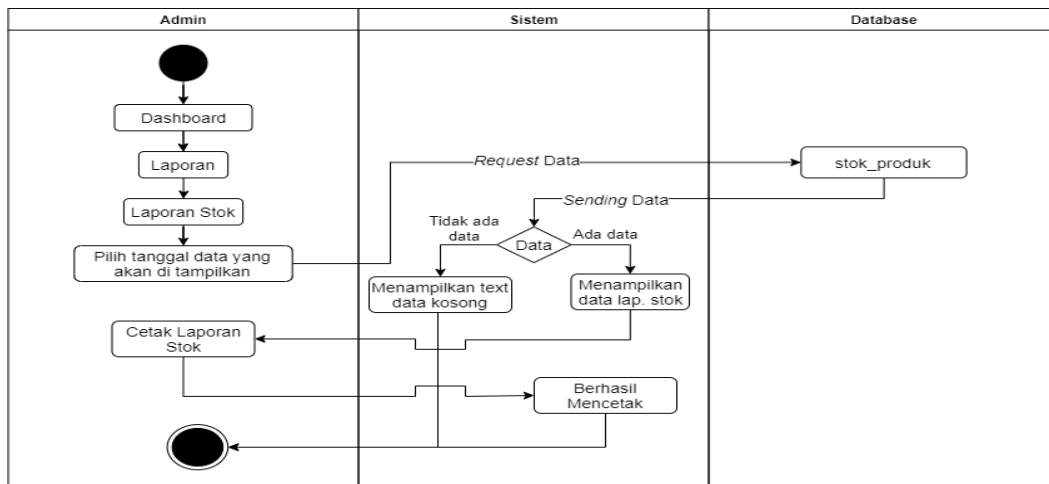 Admin
Sistem
Database
Dashboard
Laporan
Laporan Stok
Pilih tanggal data yang
akan di tampilkan
Request Data
stok_produk
Sending Data
Data
Tidak ada
data
Ada data
Menampilkan text
data kosong
Menampilkan
data lap. stok
Cetak Laporan
Stok
Berhasil
Mencetak